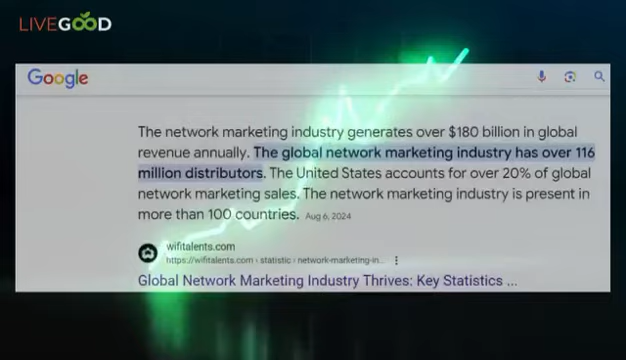 LIVEGOOD
Google
The network marketing industry generates over $180 billion in global
revenue annually. The global network marketing industry has over 116
million distributors. The United States accounts for over 20% of global
network marketing sales. The network marketing industry is present in
more than 100 countries. Aug 6, 2024
wifitalents.com
https://wifitalents.com › statistic › network-marketing-in...
Global Network Marketing Industry Thrives: Key Statistics ...